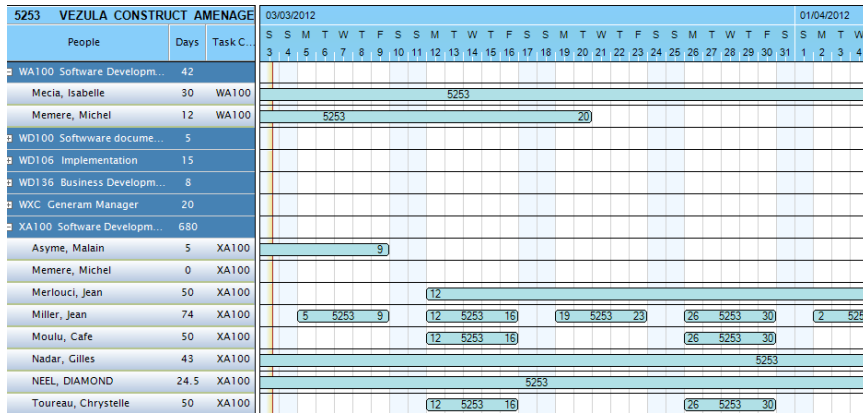 5253 VEZULA CONSTRUCT AMENAGE 03/03/2012 01/04/2012
People Days Task C... S S M T W T F S S M T W T F S S M T W T F S S M T W T F S S M T W
3 4 5 6 7 8 9 10 11 12 13 14 15 16 17 18 19 20 21 22 23 24 25 26 27 28 29 30 31 1 2 3 4
WA100 Software Developm... 42
Mecia, Isabelle 30 WA100 5253
Memere, Michel 12 WA100 5253 20
WD100 Softwware docume... 5
WD106 Implementation 15
WD136 Business Developm... 8
WXC Generam Manager 20
XA100 Software Developm... 680
Asyme, Malain 5 XA100 9
Memere, Michel 0 XA100
Merlouci, Jean 50 XA100 12
Miller, Jean 74 XA100 5 5253 9 12 5253 16 19 5253 23 26 5253 30 2 525
Moulu, Cafe 50 XA100 12 5253 16 26 5253 30
Nadar, Gilles 43 XA100 5253
NEEL, DIAMOND 24.5 XA100 5253
Toureau, Chrystelle 50 XA100 12 5253 16 26 5253 30